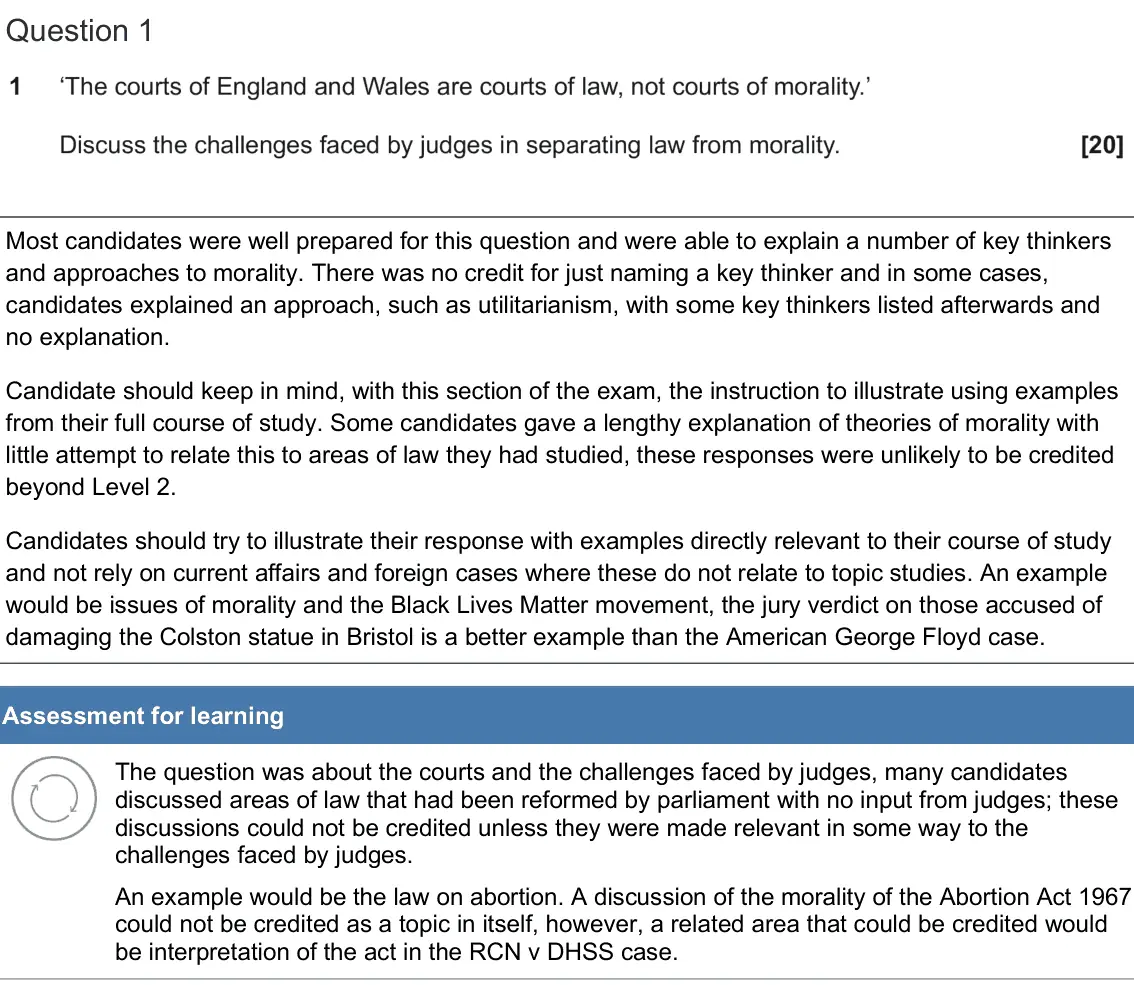 Question 1
1 ‘The courts of England and Wales are courts of law, not courts of morality.’
Discuss the challenges faced by judges in separating law from morality. [20]
Most candidates were well prepared for this question and were able to explain a number of key thinkers
and approaches to morality. There was no credit for just naming a key thinker and in some cases,
candidates explained an approach, such as utilitarianism, with some key thinkers listed afterwards and
no explanation.
Candidate should keep in mind, with this section of the exam, the instruction to illustrate using examples
from their full course of study. Some candidates gave a lengthy explanation of theories of morality with
little attempt to relate this to areas of law they had studied, these responses were unlikely to be credited
beyond Level 2.
Candidates should try to illustrate their response with examples directly relevant to their course of study
and not rely on current affairs and foreign cases where these do not relate to topic studies. An example
would be issues of morality and the Black Lives Matter movement, the jury verdict on those accused of
damaging the Colston statue in Bristol is a better example than the American George Floyd case.
Assessment for learning
The question was about the courts and the challenges faced by judges, many candidates
discussed areas of law that had been reformed by parliament with no input from judges; these
discussions could not be credited unless they were made relevant in some way to the
challenges faced by judges.
An example would be the law on abortion. A discussion of the morality of the Abortion Act 1967
could not be credited as a topic in itself, however, a related area that could be credited would
be interpretation of the act in the RCN v DHSS case.